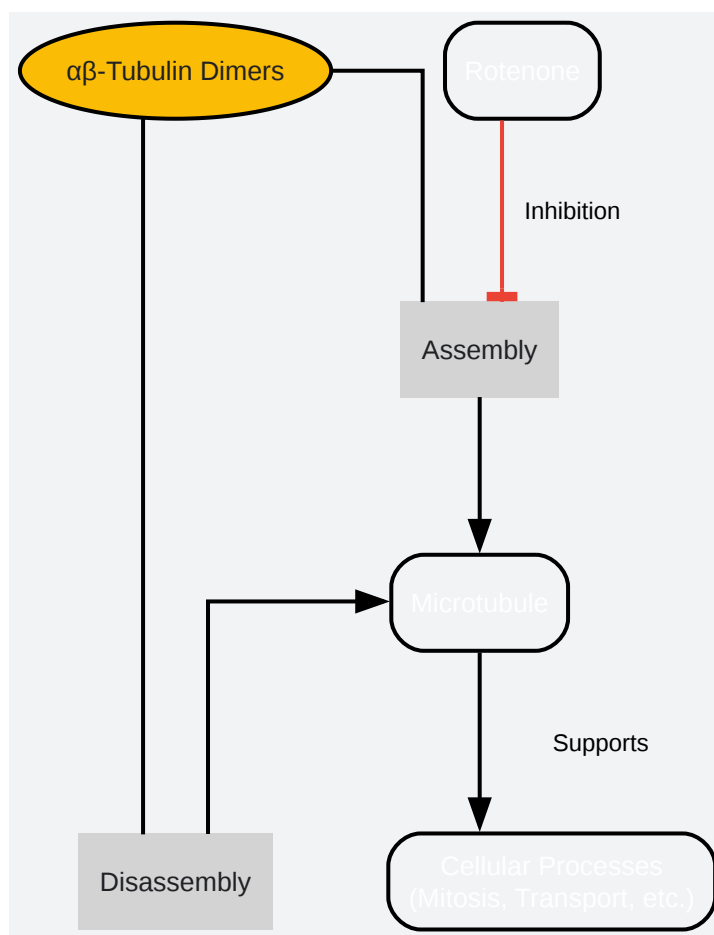 αβ-Tubulin Dimers
Rotenone
Inhibition
Assembly
Microtubule
Supports
Disassembly
Cellular Processes
(Mitosis, Transport, etc.)